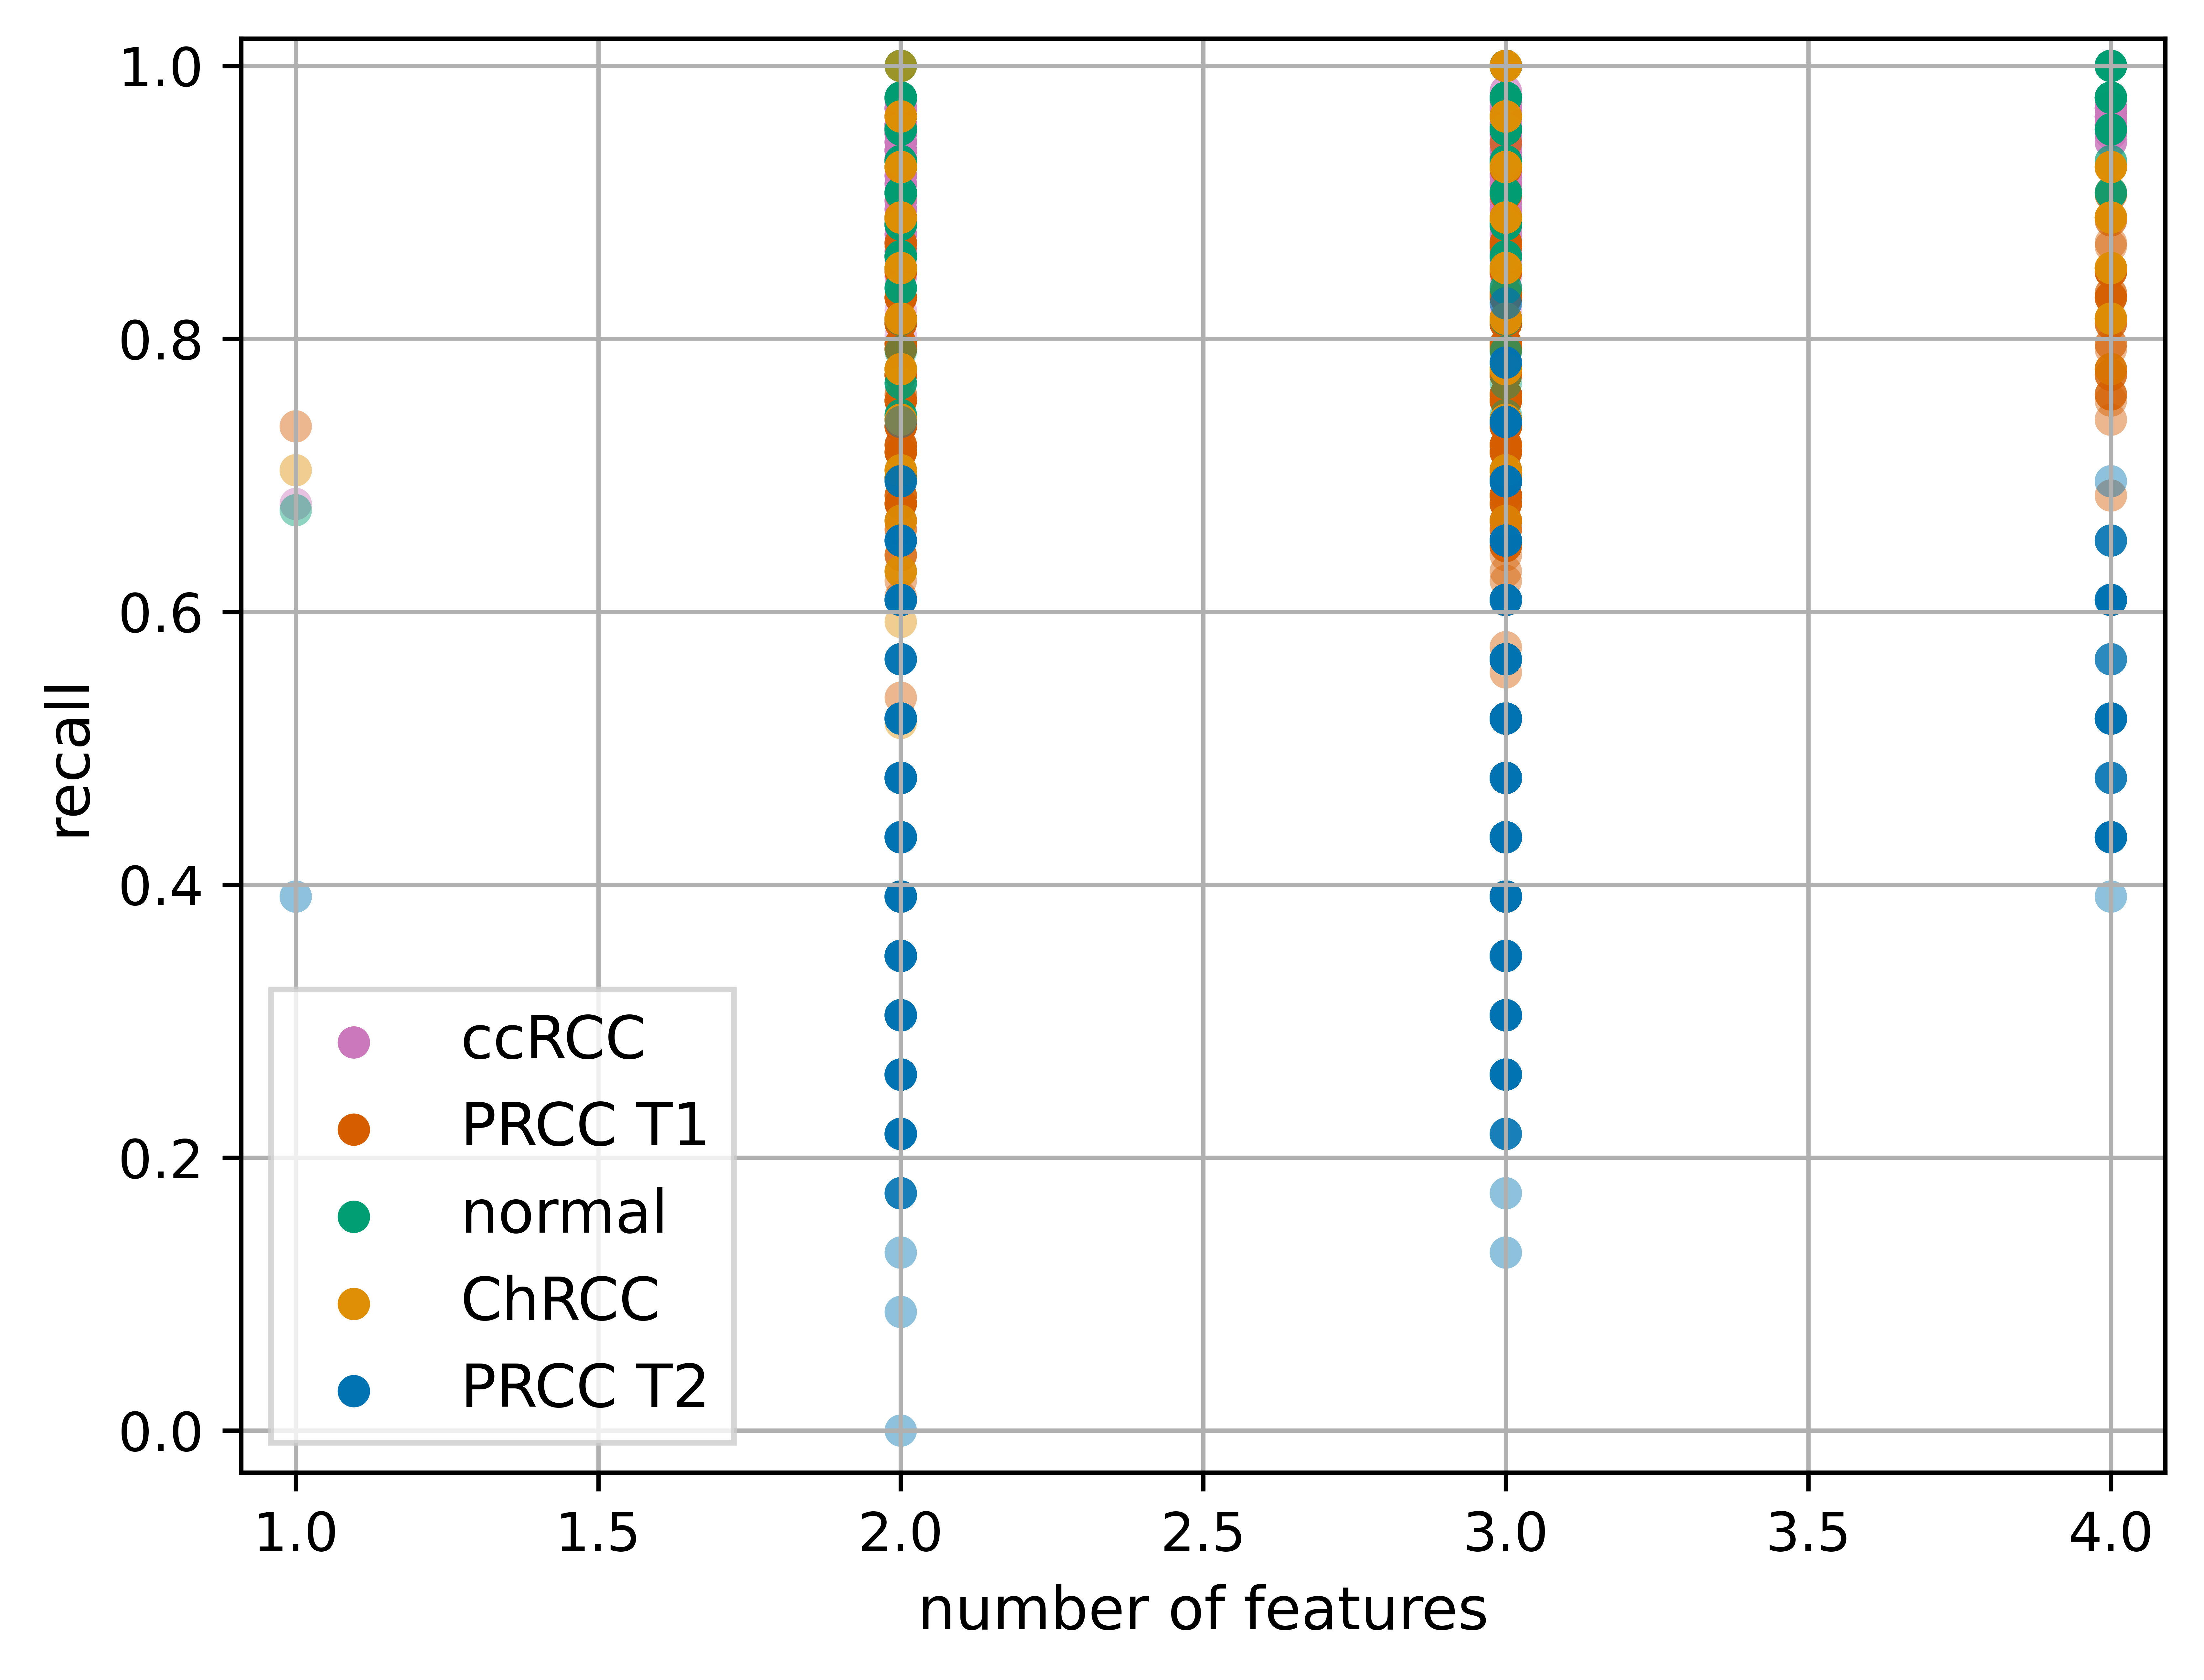 1.0
0.8
0.6
0.4
0.2
0.0
recall
ccRCC
PRCC T1
normal
ChRCC
PRCC T2
1.0 1.5 2.0 2.5 3.0 3.5 4.0
number of features